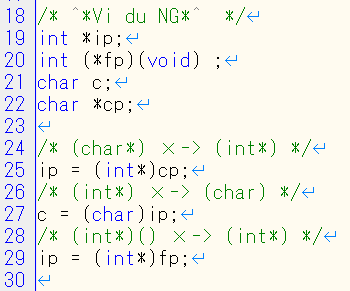 18 /* ^*Vi du NG*^  */↵
19 int *ip;↵
20 int (*fp)(void) ;↵
21 char c;↵
22 char *cp;↵
23 ↵
24 /* (char*) ×-> (int*) */↵
25 ip = (int*)cp;↵
26 /* (int*) ×-> (char) */↵
27 c = (char)ip;↵
28 /* (int*)() ×-> (int*) */↵
29 ip = (int*)fp;↵
30 ↵